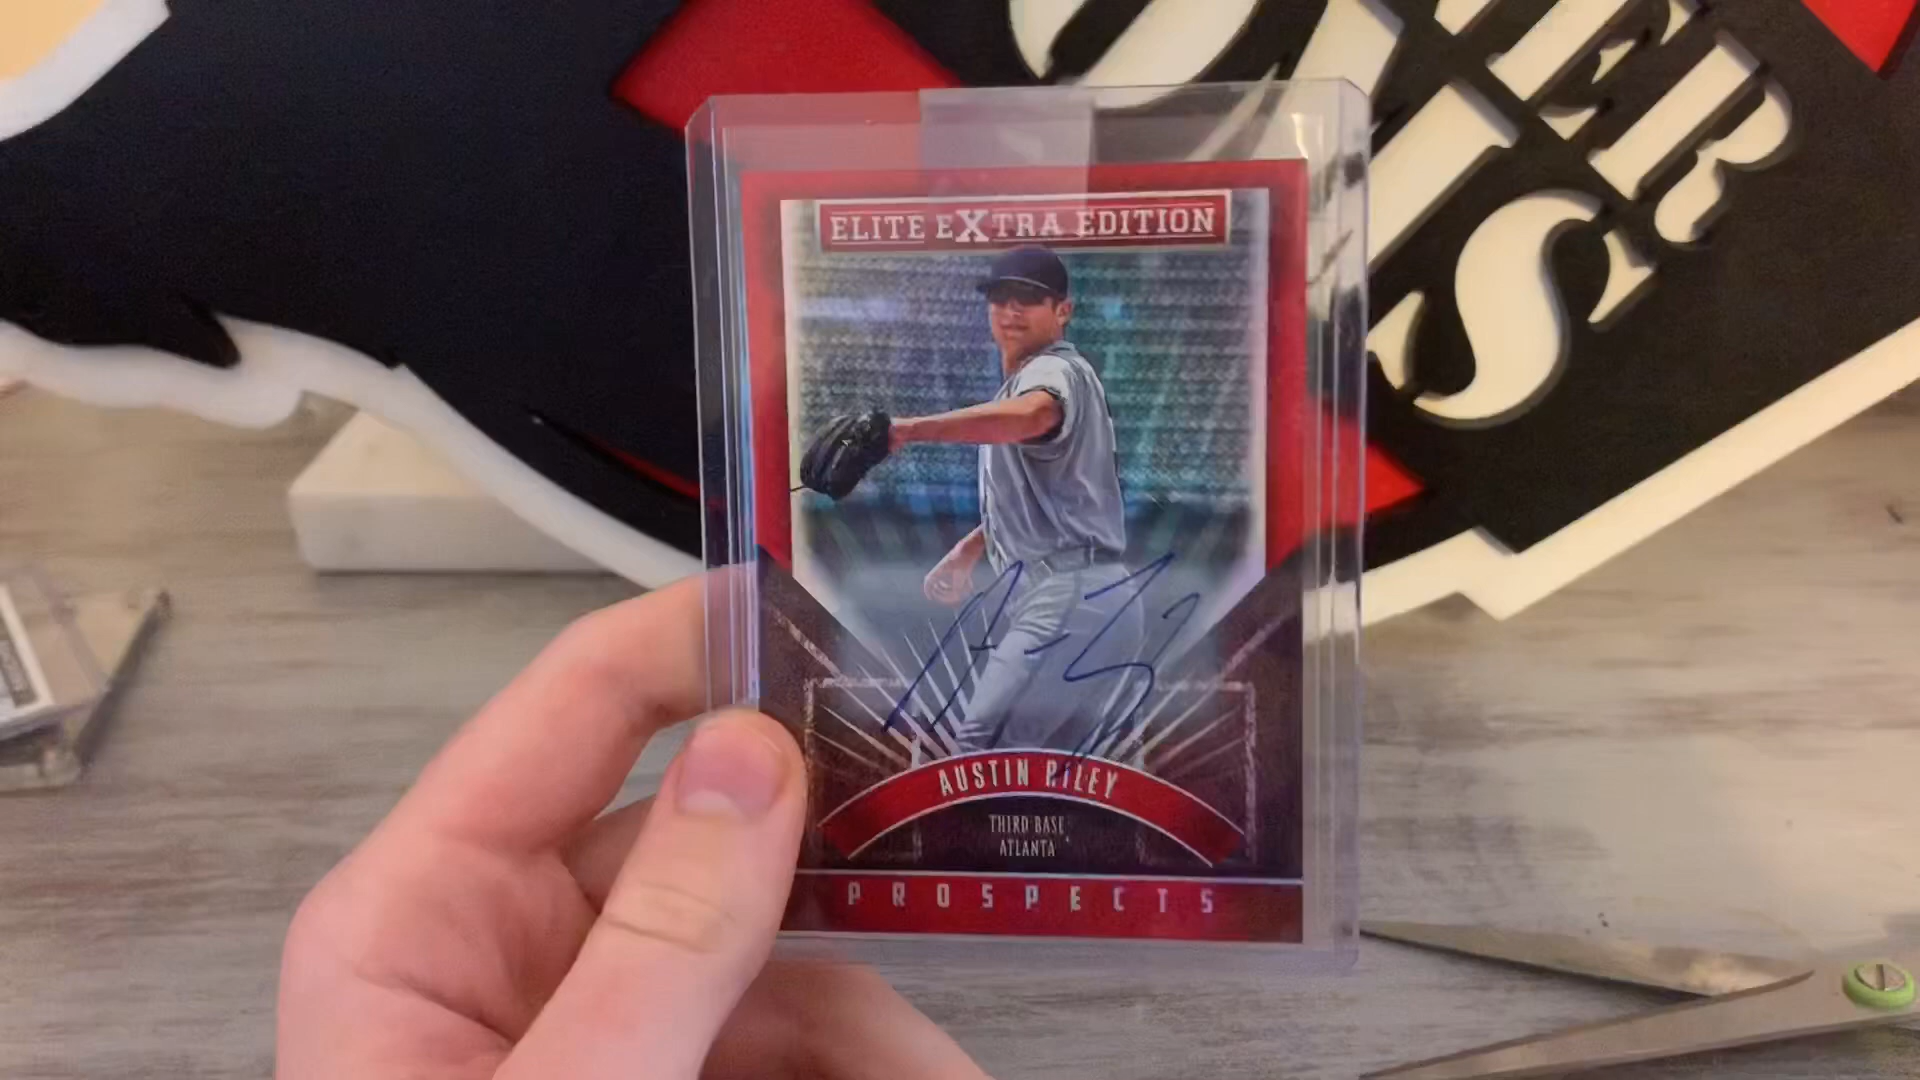 ELITE EXTRA EDITION
AUSTIN RILEY
THIRD BASE
ATLANTA
PROSPECTS